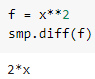 f = x**2
smp.diff(f)
2*x